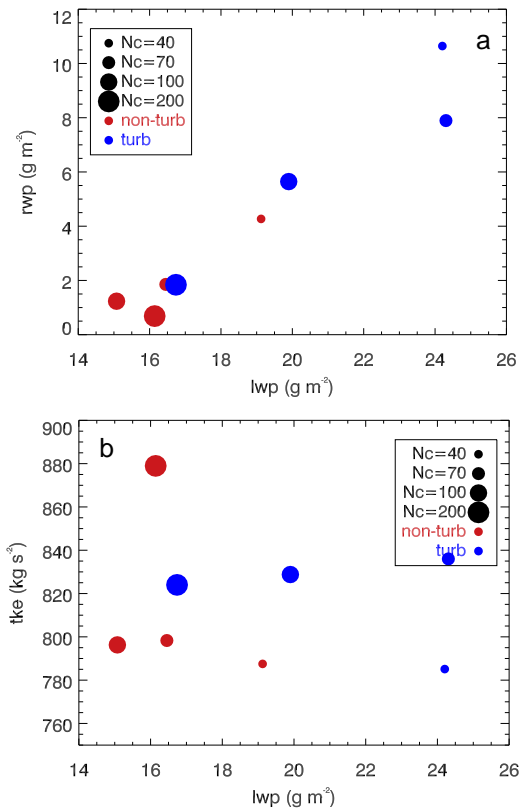 12
10
8
6
4
2
0
rwp (g m⁻²)
Nc=40
Nc=70
Nc=100
Nc=200
non-turb
turb
a
14 16 18 20 22 24 26
lwp (g m⁻²)
900
880
860
840
820
800
780
760
tke (kg s⁻²)
b
Nc=40
Nc=70
Nc=100
Nc=200
non-turb
turb
14 16 18 20 22 24 26
lwp (g m⁻²)